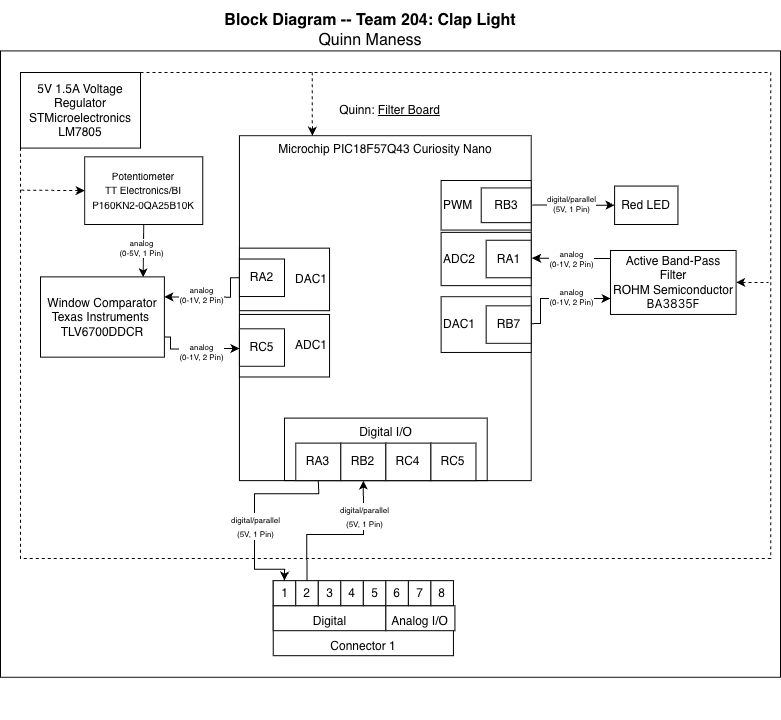 Block Diagram -- Team 204: Clap Light
Quinn Maness
5V 1.5A Voltage
Regulator
STMicroelectronics
LM7805
Quinn: Filter Board
Microchip PIC18F57Q43 Curiosity Nano
Potentiometer
TT Electronics/BI
P160KN2-0QA25B10K
analog
(0-5V, 1 Pin)
Window Comparator
Texas Instruments
TLV6700DDCR
analog
(0-1V, 2 Pin)
analog
(0-1V, 2 Pin)
RA2
DAC1
RC5
ADC1
PWM
RB3
digital/parallel
(5V, 1 Pin)
Red LED
ADC2
RA1
analog
(0-1V, 2 Pin)
DAC1
RB7
analog
(0-1V, 2 Pin)
Active Band-Pass
Filter
ROHM Semiconductor
BA3835F
Digital I/O
RA3 RB2 RC4 RC5
digital/parallel
(5V, 1 Pin)
digital/parallel
(5V, 1 Pin)
1 2 3 4 5 6 7 8
Digital Analog I/O
Connector 1